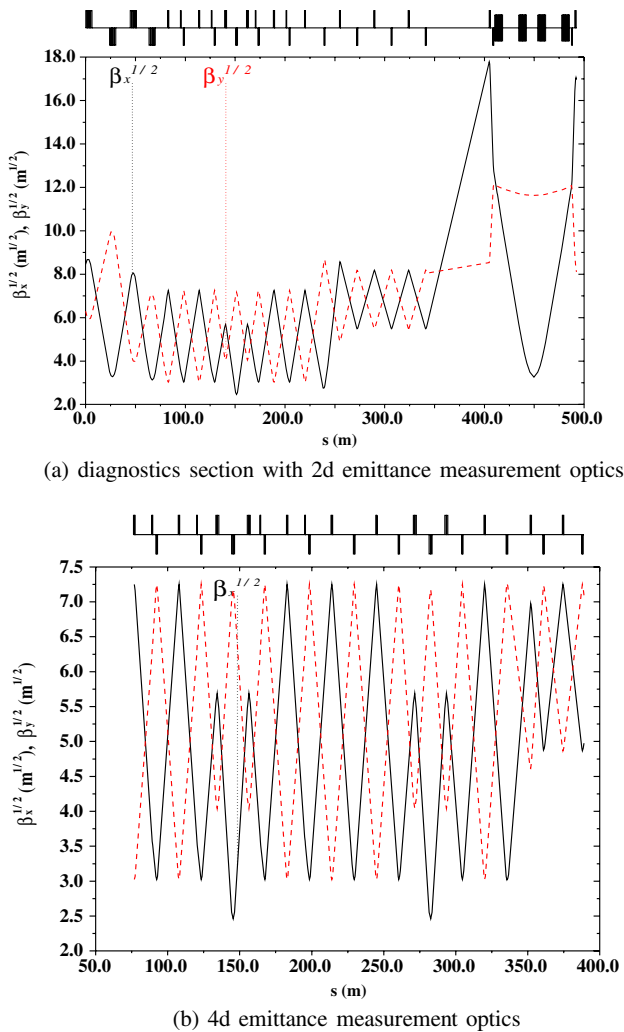 βx1/2 βy1/2
18.0
16.0
14.0
12.0
10.0
8.0
6.0
4.0
2.0
βx1/2 (m1/2), βy1/2 (m1/2)
0.0 100.0 200.0 300.0 400.0 500.0
s (m)
(a) diagnostics section with 2d emittance measurement optics
βx1/2
7.5
7.0
6.5
6.0
5.5
5.0
4.5
4.0
3.5
3.0
2.5
2.0
βx1/2 (m1/2), βy1/2 (m1/2)
50.0 100.0 150.0 200.0 250.0 300.0 350.0 400.0
s (m)
(b) 4d emittance measurement optics